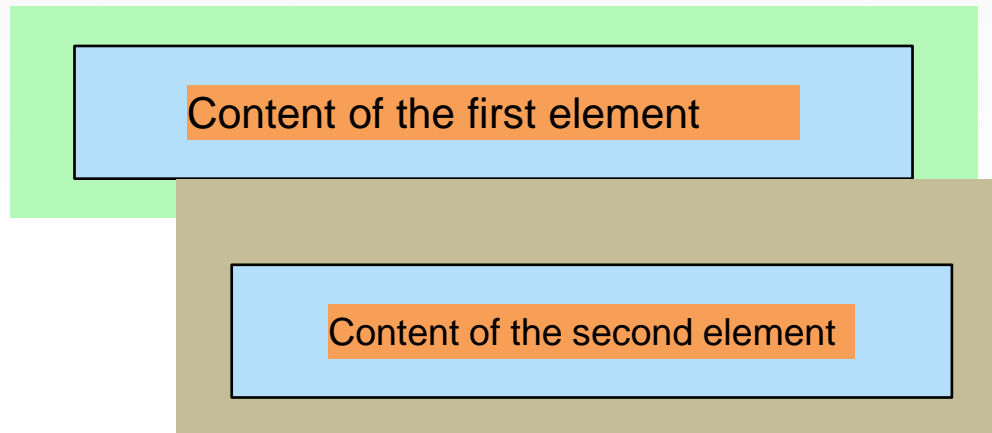 Content of the first element
Content of the second element